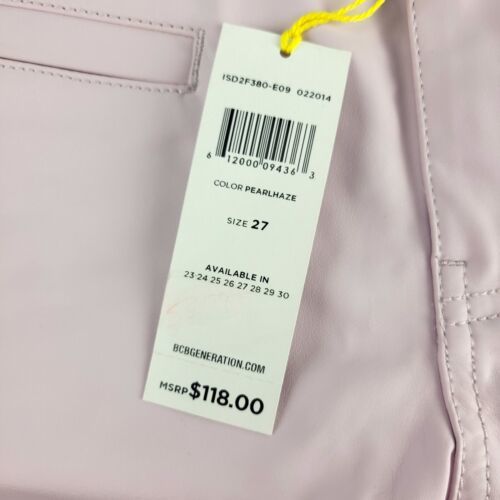 ISD2F380-E09 022014
6 12000 09436 3
COLOR PEARLHAZE
SIZE 27
AVAILABLE IN
23 24 25 26 27 28 29 30
BCBGENERATION.COM
MSRP $118.00